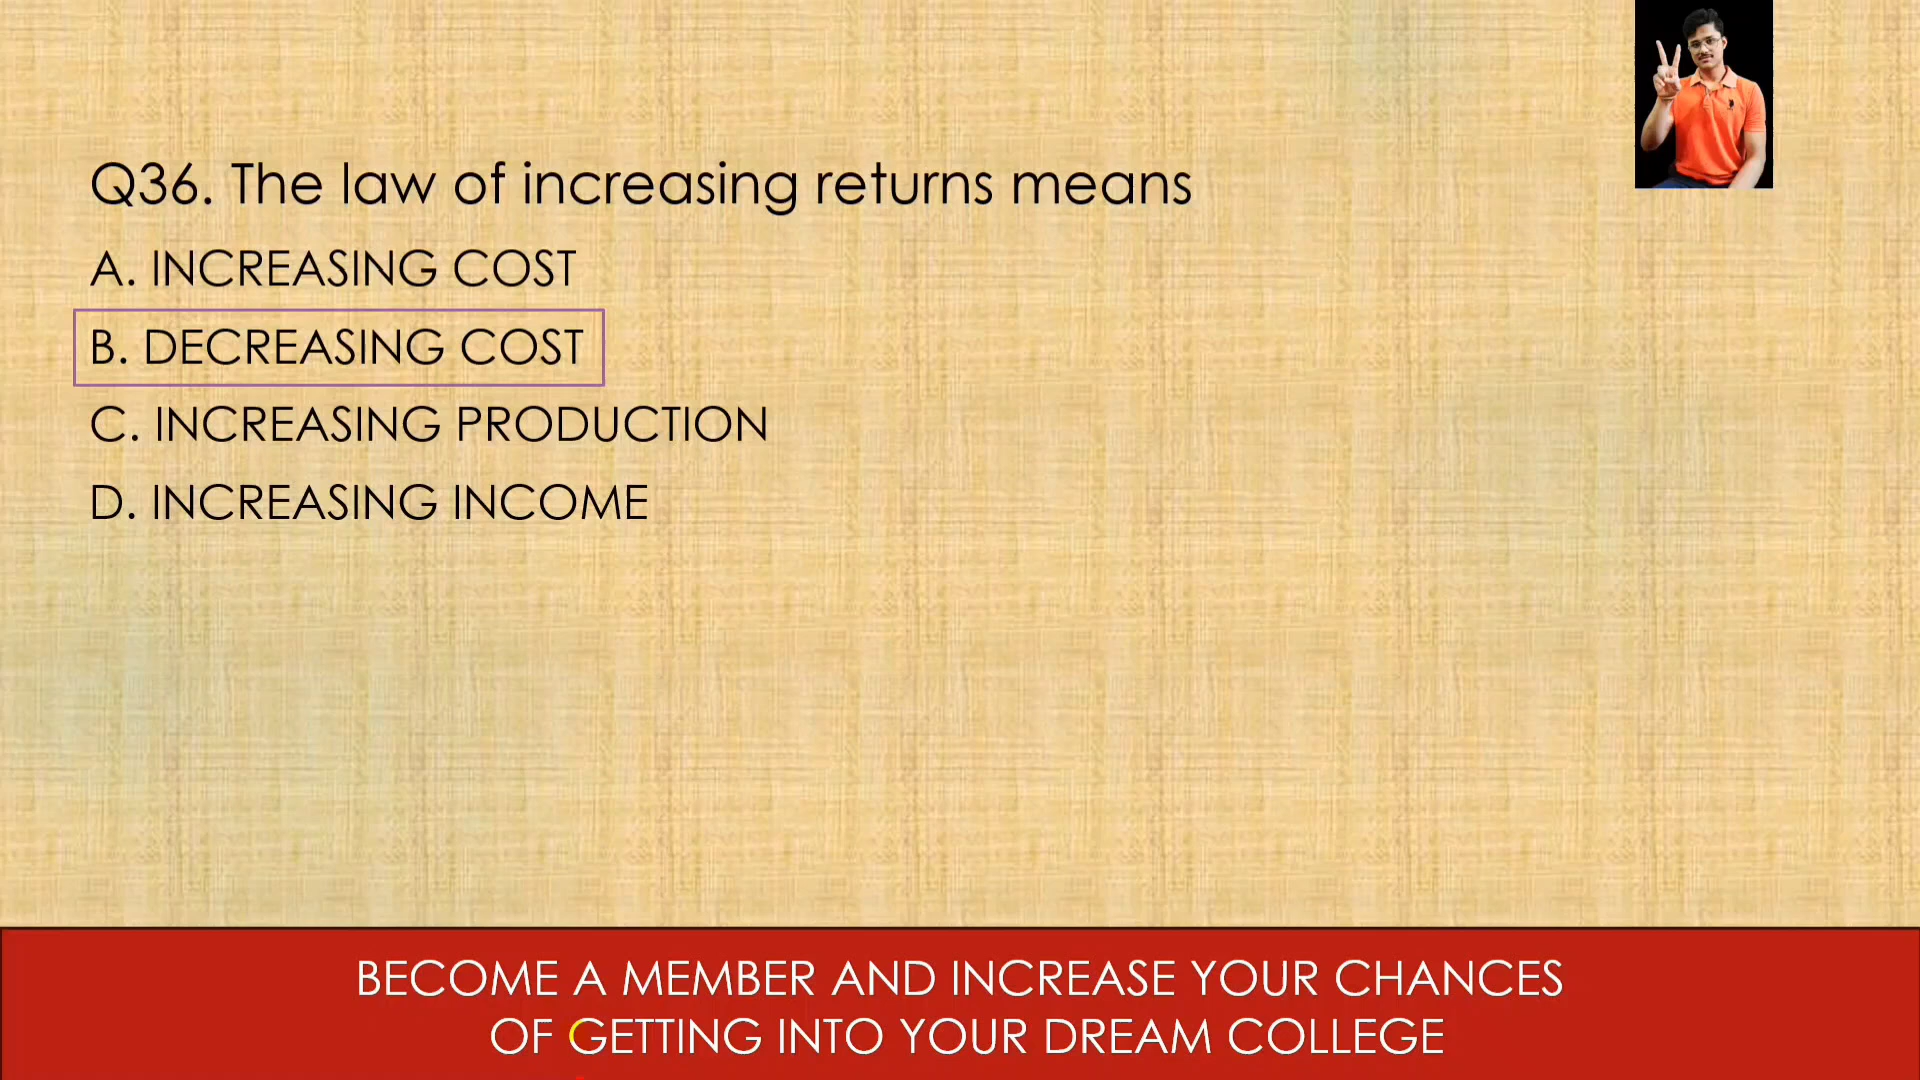 Q36. The law of increasing returns means
A. INCREASING COST
B. DECREASING COST
C. INCREASING PRODUCTION
D. INCREASING INCOME
BECOME A MEMBER AND INCREASE YOUR CHANCES
OF GETTING INTO YOUR DREAM COLLEGE